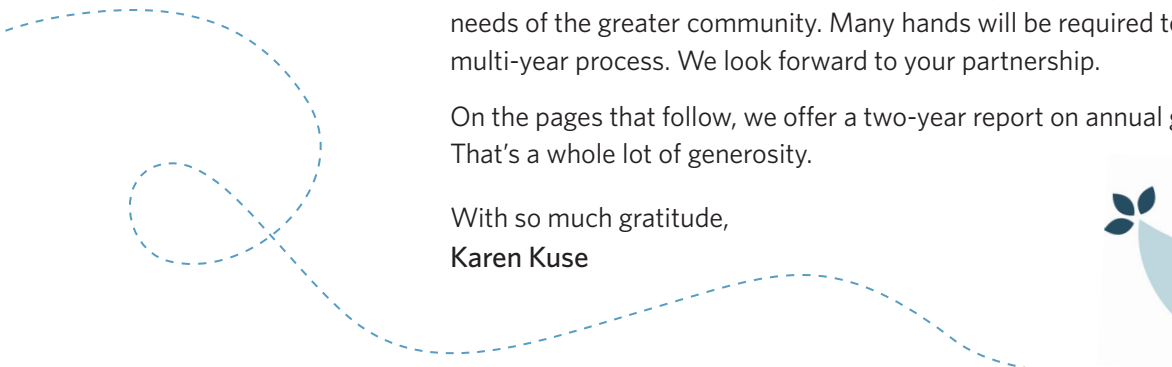 needs of the greater community. Many hands will be required
multi-year process. We look forward to your partnership.
On the pages that follow, we offer a two-year report on annual
That's a whole lot of generosity.
With so much gratitude,
Karen Kuse